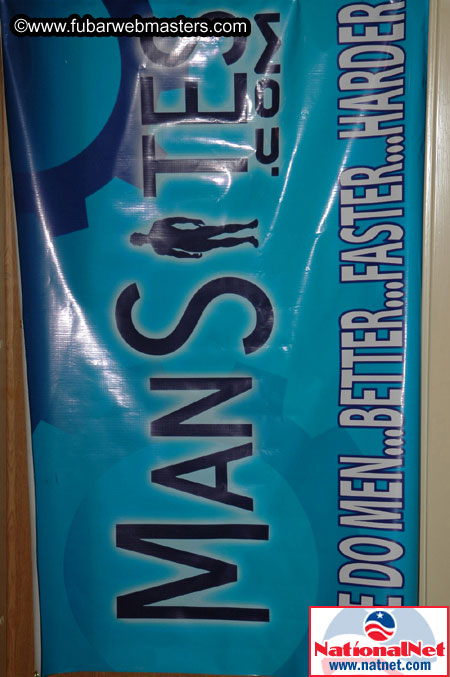 ©www.fubarwebmasters.com
MANSITES
.COM
E DO MEN...BETTER...FASTER....HARDER
NationalNet
www.natnet.com